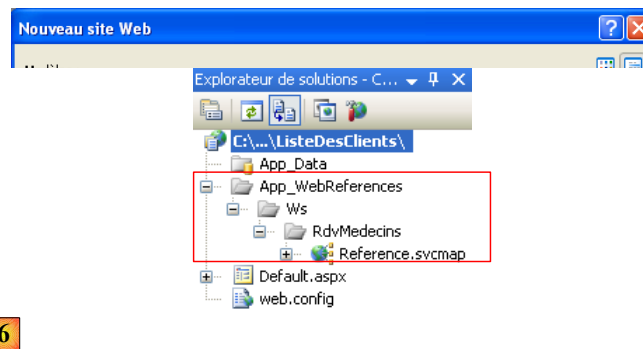 Nouveau site Web
Explorateur de solutions - C...
C:\...\ListeDesClients\
App_Data
App_WebReferences
Ws
RdvMedecins
Reference.svcmap
Default.aspx
web.config
6